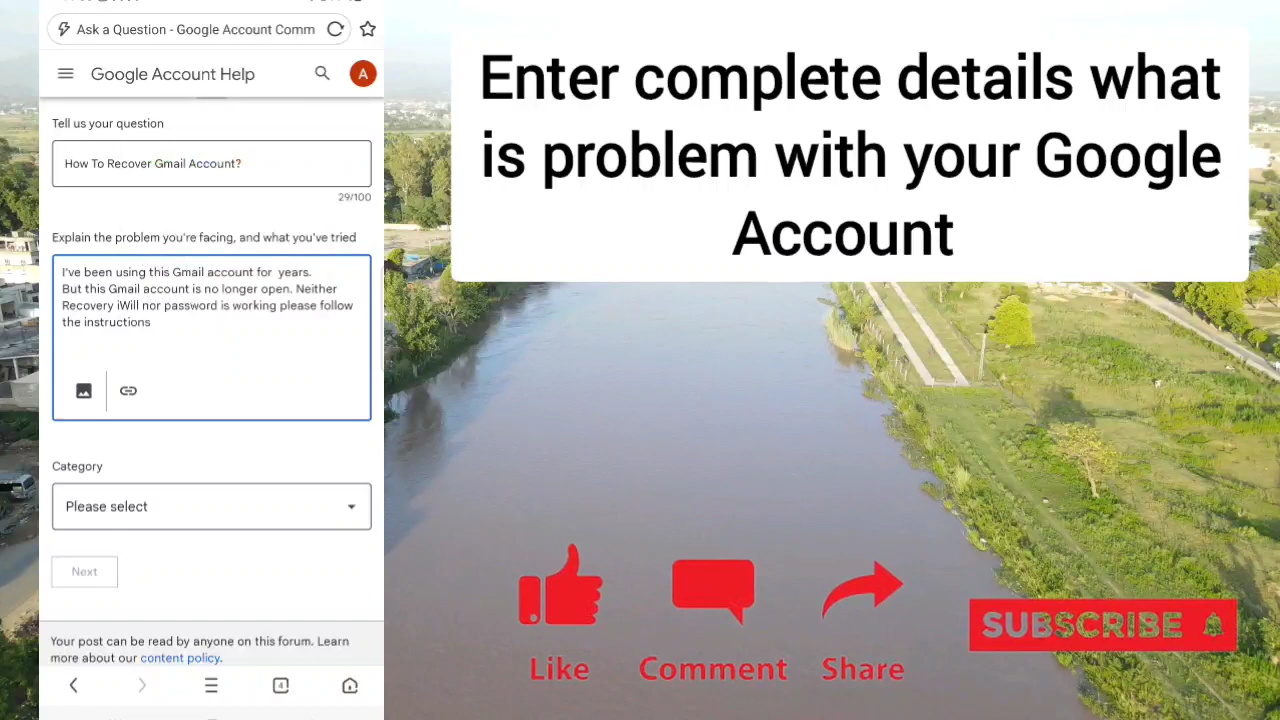 Ask a Question - Google Account Comm
Google Account Help
A
Tell us your question
How To Recover Gmail Account?
29/100
Explain the problem you're facing, and what you've tried
I've been using this Gmail account for years.
But this Gmail account is no longer open. Neither
Recovery iWill nor password is working please follow
the instructions
Category
Please select
Next
Your post can be read by anyone on this forum. Learn
more about our content policy.
4
Enter complete details what
is problem with your Google
Account
Like
Comment
Share
SUBSCRIBE